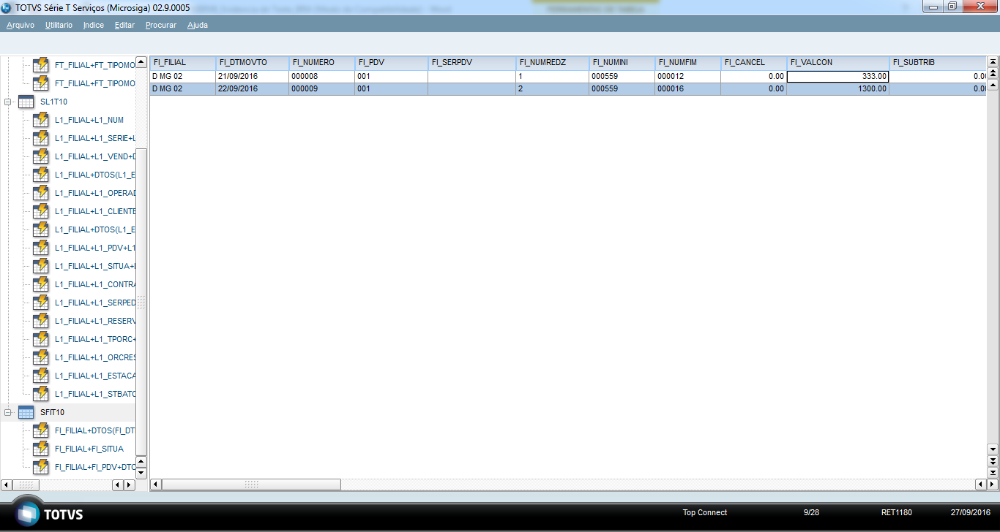 TOTVS Série T Serviços (Microsiga) 02.9.0005
Arquivo Utilitario Indice Editar Procurar Ajuda
FT_FILIAL+FT_TIPOMO
FT_FILIAL+FT_TIPOMO
SL1T10
L1_FILIAL+L1_NUM
L1_FILIAL+L1_SERIE+L
L1_FILIAL+L1_VEND+D
L1_FILIAL+DTOS(L1_E
L1_FILIAL+L1_OPERAD
L1_FILIAL+L1_CLIENTE
L1_FILIAL+DTOS(L1_E
L1_FILIAL+L1_PDV+L1
L1_FILIAL+L1_SITUA+
L1_FILIAL+L1_CONTRA
L1_FILIAL+L1_SERPED
L1_FILIAL+L1_RESERV
L1_FILIAL+L1_TPORC+
L1_FILIAL+L1_ORCRES
L1_FILIAL+L1_ESTACA
L1_FILIAL+L1_STBATC
SFIT10
FI_FILIAL+DTOS(FI_DT
FI_FILIAL+FI_SITUA
FI_FILIAL+FI_PDV+DTO
FI_FILIAL FI_DTMOVTO FI_NUMERO FI_PDV FI_SERPDV FI_NUMREDZ FI_NUMINI FI_NUMFIM FI_CANCEL FI_VALCON FI_SUBTRIB
D MG 02 21/09/2016 000008 001 1 000559 000012 0.00 333.00 0.00
D MG 02 22/09/2016 000009 001 2 000559 000016 0.00 1300.00 0.00
TOTVS
Top Connect 9/28 RET1180 27/09/2016